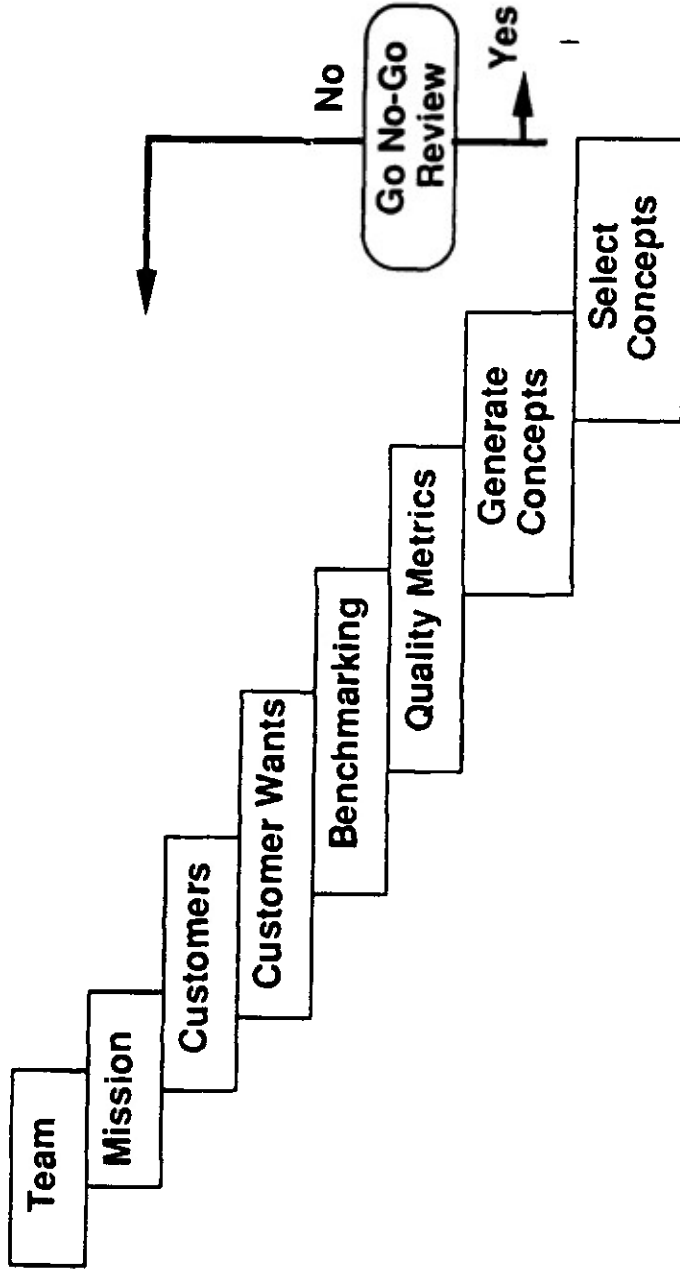 Team
Mission
Customers
Customer Wants
Benchmarking
Quality Metrics
Generate
Concepts
Select
Concepts
No
Go No-Go
Review
Yes